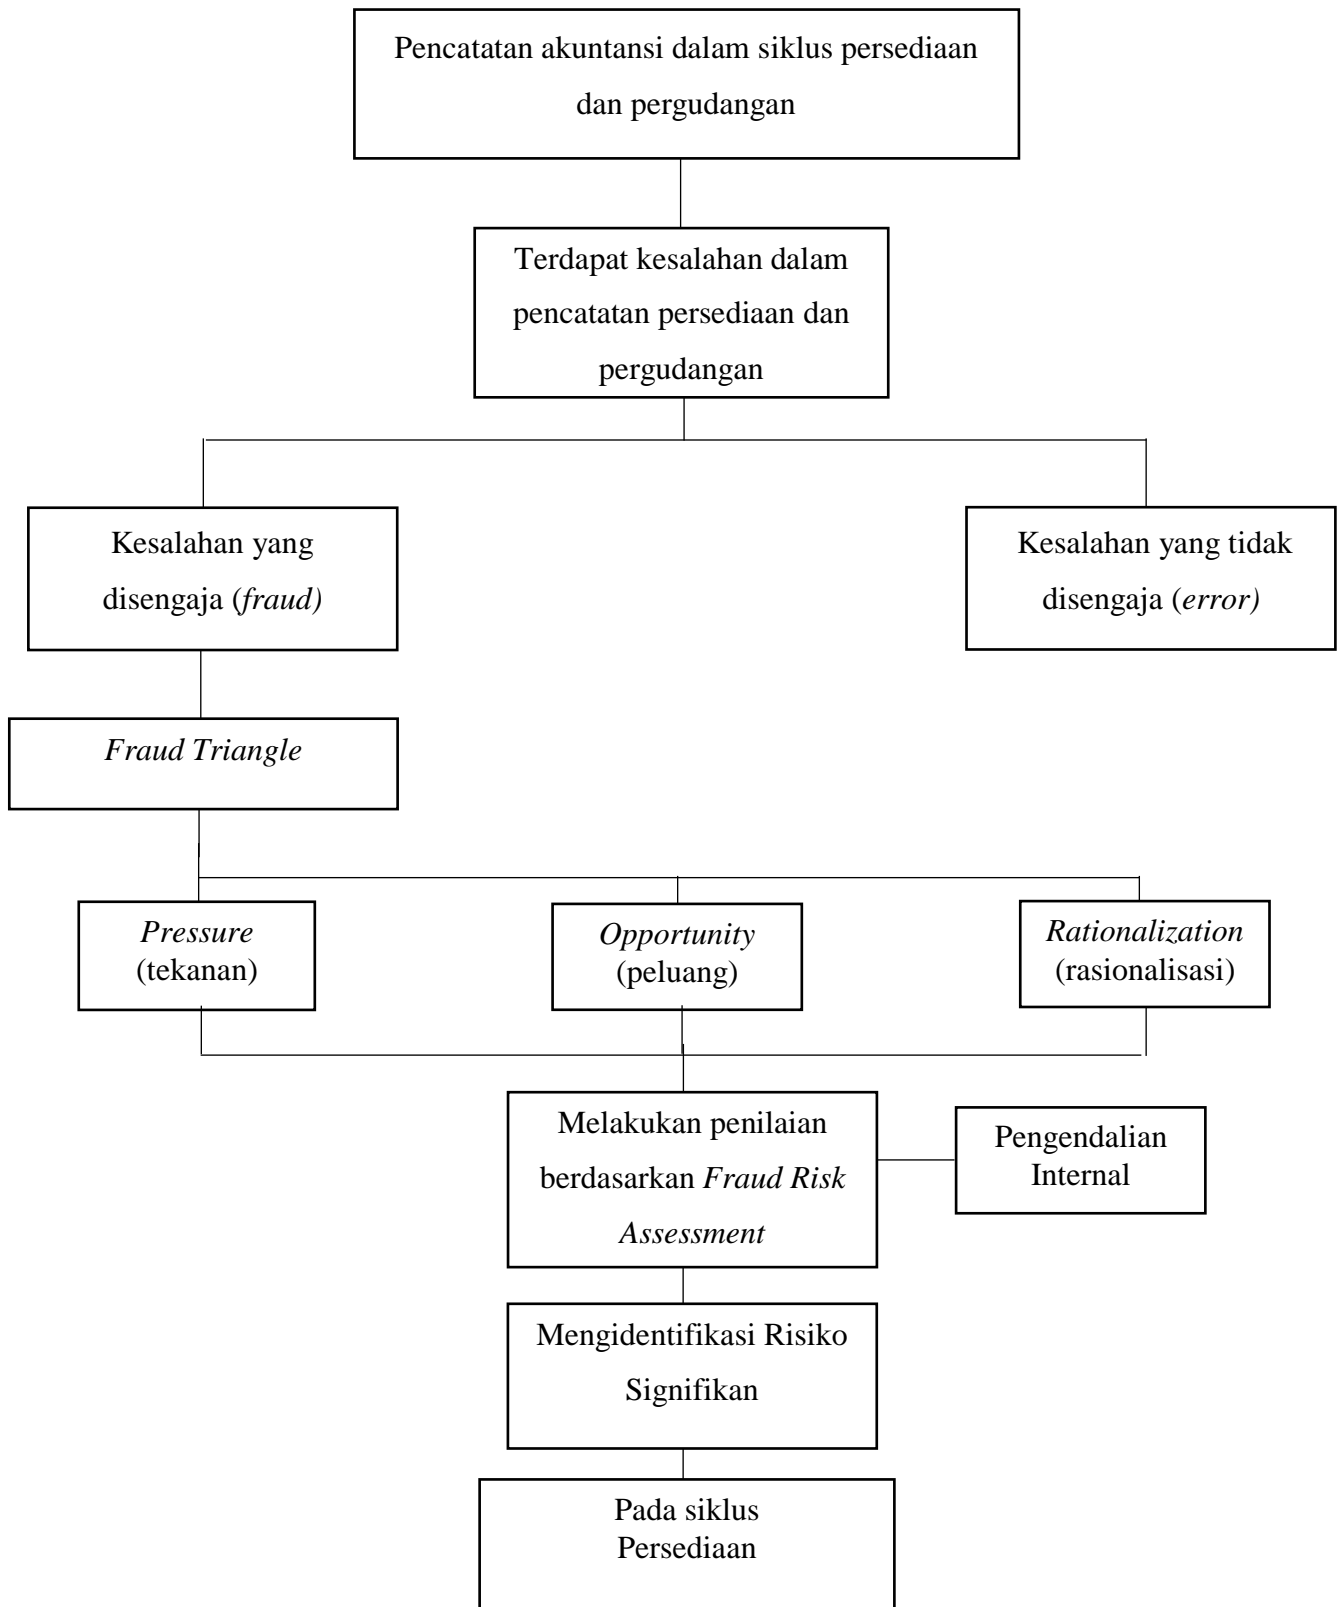 Pencatatan akuntansi dalam siklus persediaan
dan pergudangan
Terdapat kesalahan dalam
pencatatan persediaan dan
pergudangan
Kesalahan yang
disengaja (fraud)
Kesalahan yang tidak
disengaja (error)
Fraud Triangle
Pressure
(tekanan)
Opportunity
(peluang)
Rationalization
(rasionalisasi)
Melakukan penilaian
berdasarkan Fraud Risk
Assessment
Pengendalian
Internal
Mengidentifikasi Risiko
Signifikan
Pada siklus
Persediaan